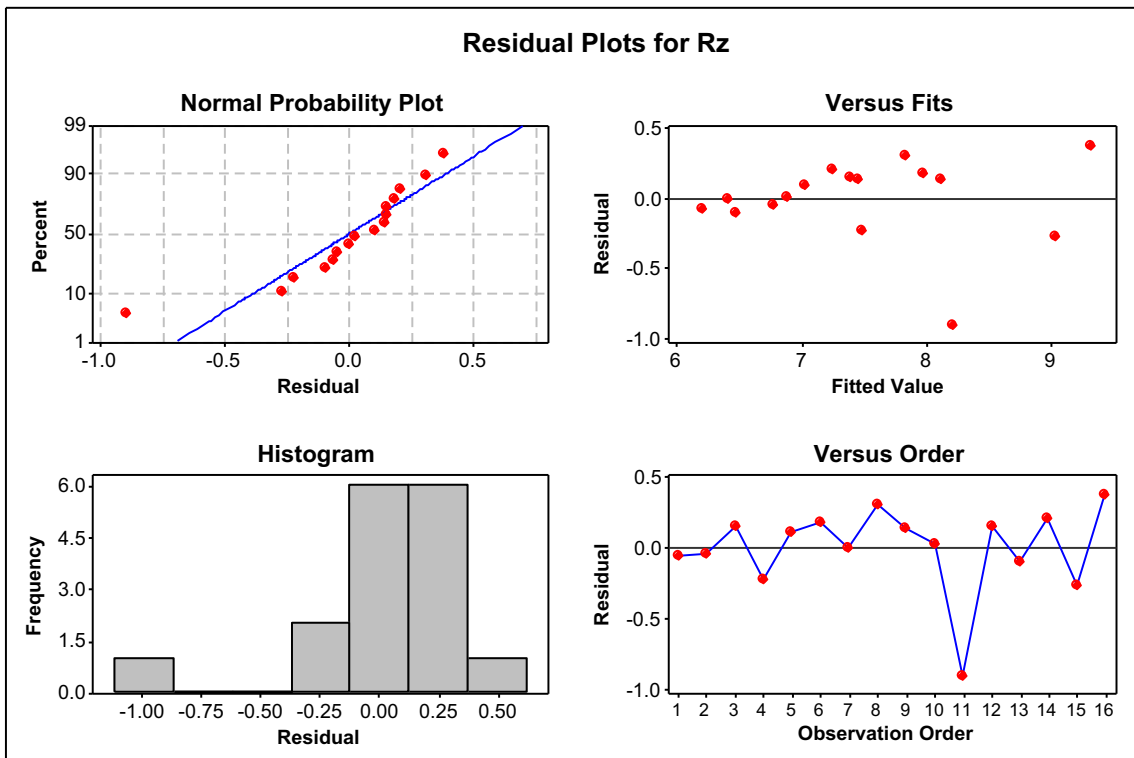 Residual Plots for Rz
Normal Probability Plot
99
90
50
10
1
Percent
-1.0 -0.5 0.0 0.5
Residual
Versus Fits
0.5
0.0
-0.5
-1.0
Residual
6 7 8 9
Fitted Value
Histogram
6.0
4.5
3.0
1.5
0.0
Frequency
-1.00 -0.75 -0.50 -0.25 0.00 0.25 0.50
Residual
Versus Order
0.5
0.0
-0.5
-1.0
Residual
1 2 3 4 5 6 7 8 9 10 11 12 13 14 15 16
Observation Order